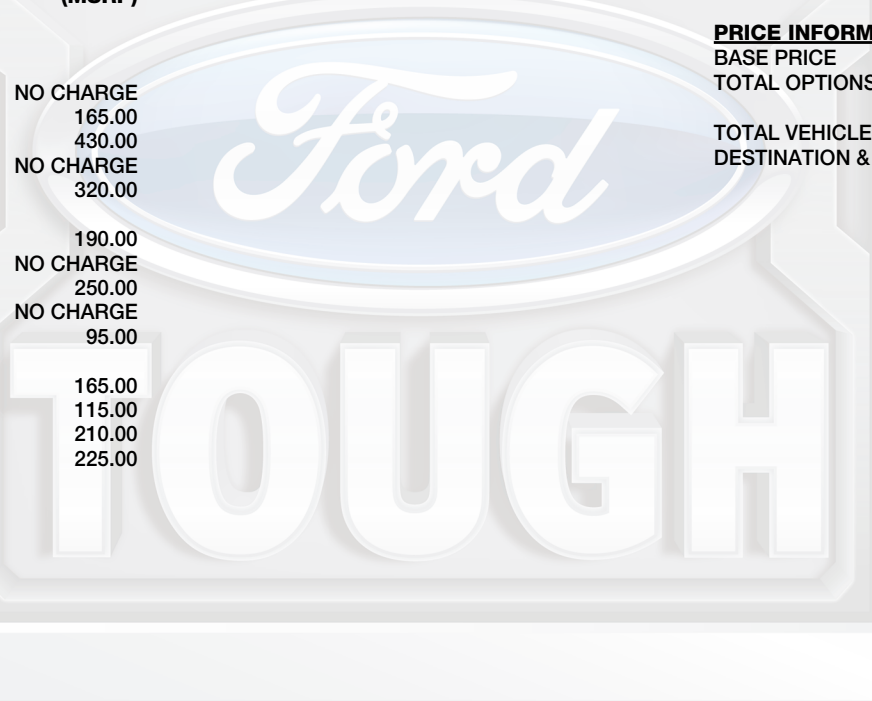 (MSRP)
NO CHARGE
165.00
430.00
NO CHARGE
320.00
190.00
NO CHARGE
250.00
NO CHARGE
95.00
165.00
115.00
210.00
225.00
PRICE INFORM
BASE PRICE
TOTAL OPTIONS
TOTAL VEHICLE
DESTINATION &
Ford
TOUGH